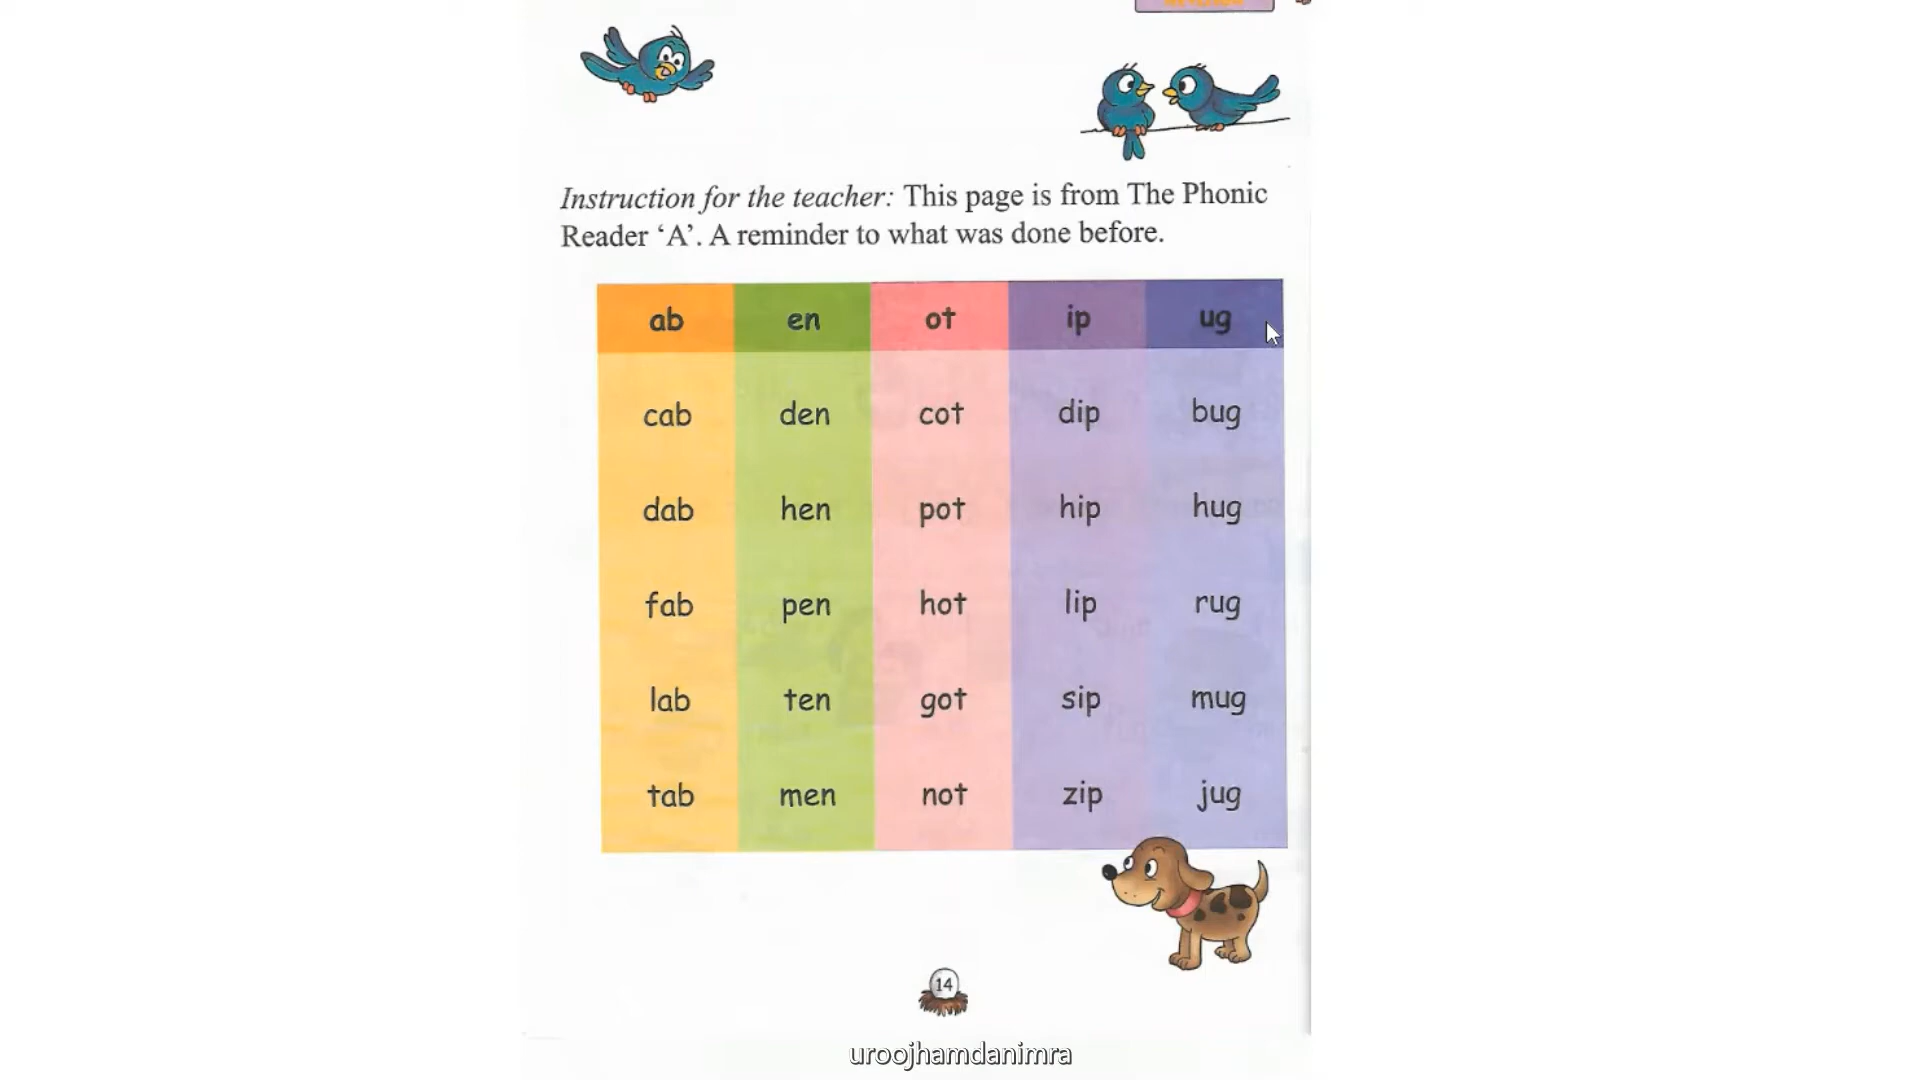 Instruction for the teacher: This page is from The Phonic
Reader ‘A’. A reminder to what was done before.
ab en ot ip ug
cab den cot dip bug
dab hen pot hip hug
fab pen hot lip rug
lab ten got sip mug
tab men not zip jug
14
uroojhamdanimra